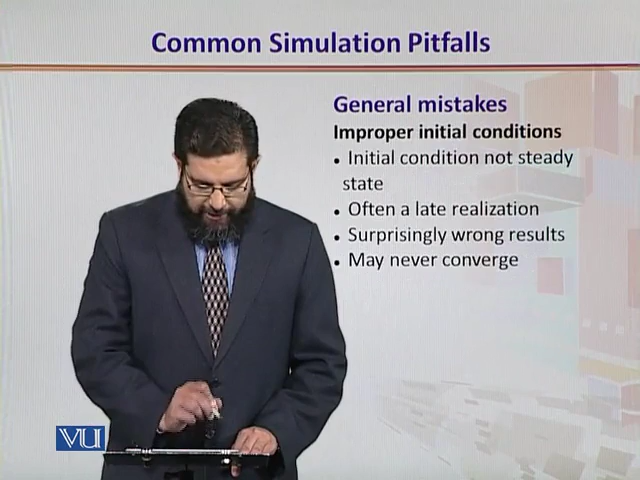 Common Simulation Pitfalls
General mistakes
Improper initial conditions
• Initial condition not steady
state
• Often a late realization
• Surprisingly wrong results
• May never converge
VU